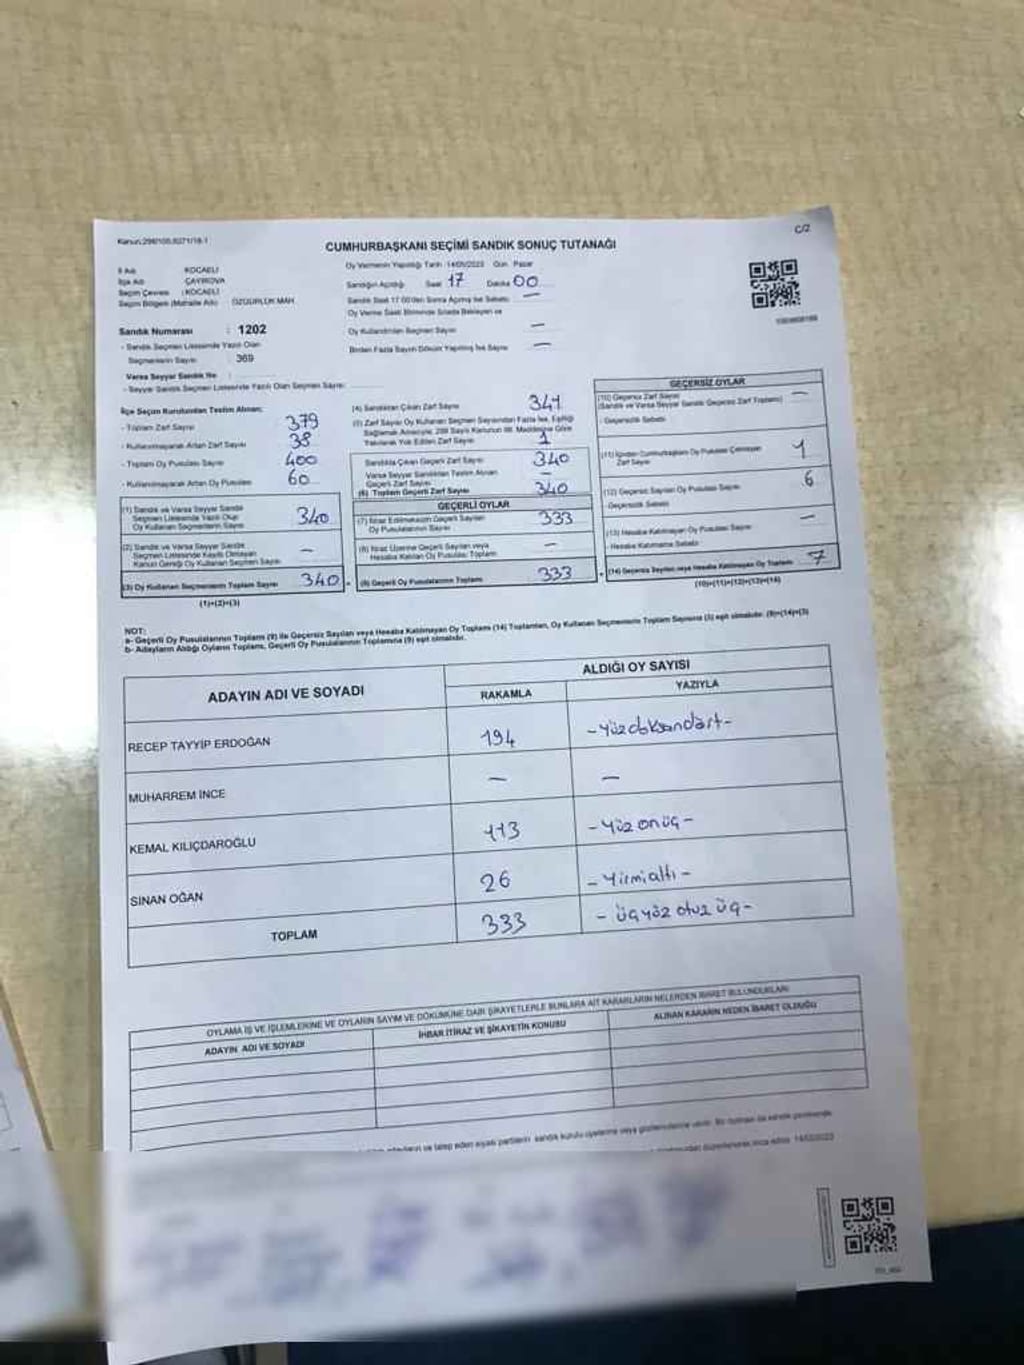 Kanun:298/105,6271/18-1
C/2
CUMHURBAŞKANI SEÇİMİ SANDIK SONUÇ TUTANAĞI
İl Adı : KOCAELİ
İlçe Adı : ÇAYIROVA
Seçim Çevresi : KOCAELİ
Seçim Bölgesi (Mahalle Adı) : ÖZGÜRLÜK MAH.
Oy Vermenin Yapıldığı Tarih :14/05/2023 Gün : Pazar
Sandığın Açıldığı Saat 17 Dakika 00
Sandık Saat 17:00'den Sonra Açılmış İse Sebebi: —
Oy Verme Saati Bitiminde Sırada Bekleyen ve
Oy Kullandırılan Seçmen Sayısı —
Birden Fazla Sayım Döküm Yapılmış İse Sayısı —
Sandık Numarası : 1202
- Sandık Seçmen Listesinde Yazılı Olan
Seçmenlerin Sayısı : 369
Varsa Seyyar Sandık No :
- Seyyar Sandık Seçmen Listesinde Yazılı Olan Seçmen Sayısı:
İlçe Seçim Kurulundan Teslim Alınan;
- Toplam Zarf Sayısı 379
- Kullanılmayarak Artan Zarf Sayısı 38
- Toplam Oy Pusulası Sayısı 400
- Kullanılmayarak Artan Oy Pusulası 60
(1) Sandık ve Varsa Seyyar Sandık
Seçmen Listesinde Yazılı Olup
Oy Kullanan Seçmenlerin Sayısı 340
(2) Sandık ve Varsa Seyyar Sandık
Seçmen Listesinde Kayıtlı Olmayan
Kanun Gereği Oy Kullanan Seçmen Sayısı —
(3) Oy Kullanan Seçmenlerin Toplam Sayısı 340
(1)+(2)=(3)
(4) Sandıktan Çıkan Zarf Sayısı 341
(5) Zarf Sayısı Oy Kullanan Seçmen Sayısından Fazla İse, Eşitliği
Sağlamak Amacıyla; 298 Sayılı Kanunun 98. Maddesine Göre
Yakılarak Yok Edilen Zarf Sayısı 1
Sandıkta Çıkan Geçerli Zarf Sayısı 340
Varsa Seyyar Sandıktan Teslim Alınan
Geçerli Zarf Sayısı —
(6) Toplam Geçerli Zarf Sayısı 340
GEÇERLİ OYLAR
(7) İtiraz Edilmeksizin Geçerli Sayılan
Oy Pusulalarının Sayısı 333
(8) İtiraz Üzerine Geçerli Sayılan veya
Hesaba Katılan Oy Pusulası Toplamı —
(9) Geçerli Oy Pusulalarının Toplamı 333
GEÇERSİZ OYLAR
(10) Geçersiz Zarf Sayısı
(Sandık ve Varsa Seyyar Sandık Geçersiz Zarf Toplamı) —
- Geçersizlik Sebebi
(11) İçinden Cumhurbaşkanı Oy Pusulası Çıkmayan
Zarf Sayısı 1
(12) Geçersiz Sayılan Oy Pusulası Sayısı 6
- Geçersizlik Sebebi
(13) Hesaba Katılmayan Oy Pusulası Sayısı —
- Hesaba Katılmama Sebebi
(14) Geçersiz Sayılan veya Hesaba Katılmayan Oy Toplamı 7
(10)+(11)+(12)+(13)=(14)
NOT:
a- Geçerli Oy Pusulalarının Toplamı (9) ile Geçersiz Sayılan veya Hesaba Katılmayan Oy Toplamı (14) Toplamları, Oy Kullanan Seçmenlerin Toplam Sayısına (3) eşit olmalıdır. (9)+(14)=(3)
b- Adayların Aldığı Oyların Toplamı, Geçerli Oy Pusulalarının Toplamına (9) eşit olmalıdır.
ADAYIN ADI VE SOYADI ALDIĞI OY SAYISI
RAKAMLA YAZIYLA
RECEP TAYYİP ERDOĞAN 194 -Yüzdoksandört-
MUHARREM İNCE — —
KEMAL KILIÇDAROĞLU 113 -Yüzonüç-
SİNAN OĞAN 26 -Yirmialtı-
TOPLAM 333 -üçyüzotuzüç-
OYLAMA İŞ VE İŞLEMLERİNE VE OYLARIN SAYIM VE DÖKÜMÜNE DAİR ŞİKAYETLERLE BUNLARA AİT KARARLARIN NELERDEN İBARET BULUNDUKLARI
ADAYIN ADI VE SOYADI İHBAR İTİRAZ VE ŞİKAYETİN KONUSU ALINAN KARARIN NEDEN İBARET OLDUĞU